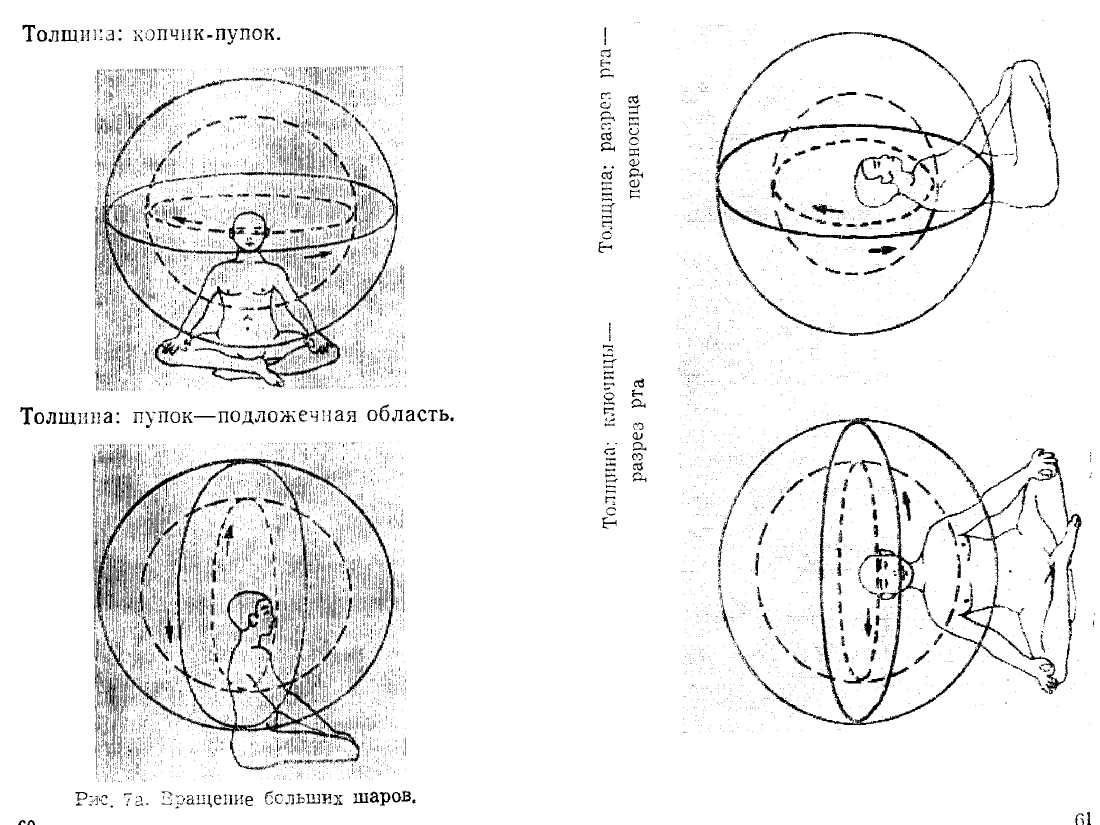 Толщина: копчик-пупок.
Толщина: пупок—подложечная область.
Рис. 7а. Вращение больших шаров.
60
Толщина: разрез рта—
переносица
Толщина: ключицы—
разрез рта
61